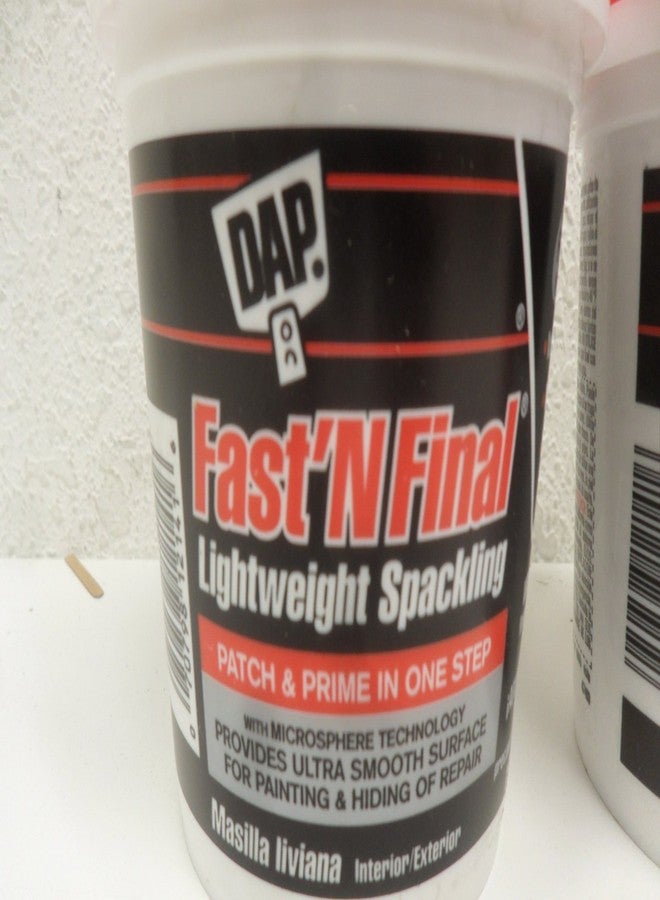 DAP.
Fast'N Final
Lightweight Spackling
PATCH & PRIME IN ONE STEP
WITH MICROSPHERE TECHNOLOGY
PROVIDES ULTRA SMOOTH SURFACE
FOR PAINTING & HIDING OF REPAIR
Masilla liviana Interior/Exterior